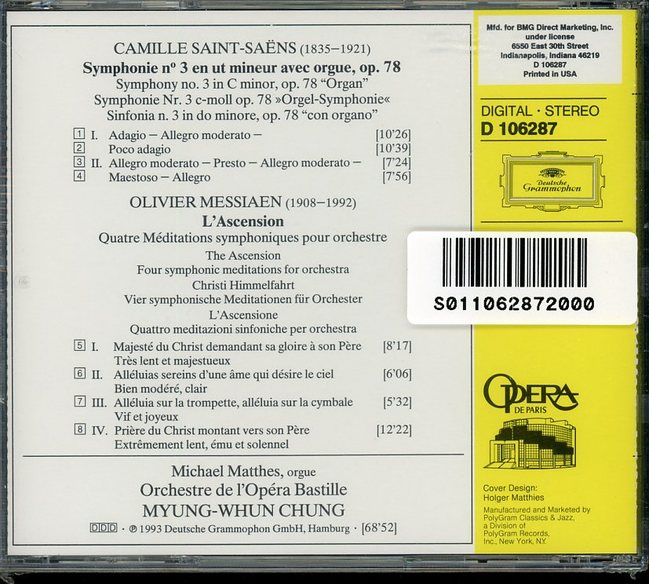 CAMILLE SAINT-SAËNS (1835–1921)
Symphonie nº 3 en ut mineur avec orgue, op. 78
Symphony no. 3 in C minor, op. 78 “Organ”
Symphonie Nr. 3 c-moll op. 78 »Orgel-Symphonie«
Sinfonia n. 3 in do minore, op. 78 “con organo”
1 I. Adagio – Allegro moderato – [10'26]
2 Poco adagio [10'39]
3 II. Allegro moderato – Presto – Allegro moderato – [7'24]
4 Maestoso – Allegro [7'56]
OLIVIER MESSIAEN (1908–1992)
L’Ascension
Quatre Méditations symphoniques pour orchestre
The Ascension
Four symphonic meditations for orchestra
Christi Himmelfahrt
Vier symphonische Meditationen für Orchester
L’Ascensione
Quattro meditazioni sinfoniche per orchestra
5 I. Majesté du Christ demandant sa gloire à son Père [8'17]
Très lent et majestueux
6 II. Alléluias sereins d’une âme qui désire le ciel [6'06]
Bien modéré, clair
7 III. Alléluia sur la trompette, alléluia sur la cymbale [5'32]
Vif et joyeux
8 IV. Prière du Christ montant vers son Père [12'22]
Extrêmement lent, ému et solennel
Michael Matthes, orgue
Orchestre de l’Opéra Bastille
MYUNG-WHUN CHUNG
DDD · ℗ 1993 Deutsche Grammophon GmbH, Hamburg · [68'52]
Mfd. for BMG Direct Marketing, Inc.
under license
6550 East 30th Street
Indianapolis, Indiana 46219
D 106287
Printed in USA
DIGITAL · STEREO
D 106287
Deutsche
Grammophon
S011062872000
OPERA
DE PARIS
Cover Design:
Holger Matthies
Manufactured and Marketed by
PolyGram Classics & Jazz,
a Division of
PolyGram Records,
Inc., New York, NY.